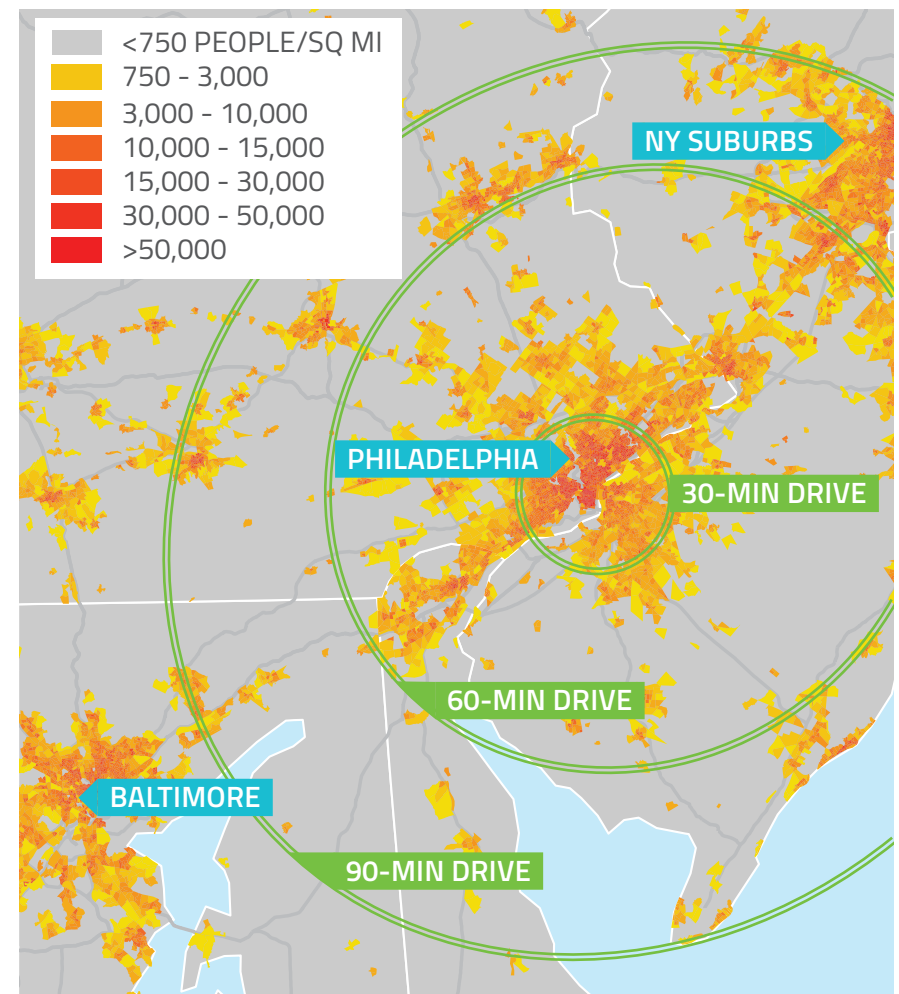 <750 PEOPLE/SQ MI
750 - 3,000
3,000 - 10,000
10,000 - 15,000
15,000 - 30,000
30,000 - 50,000
>50,000
NY SUBURBS
PHILADELPHIA
30-MIN DRIVE
60-MIN DRIVE
BALTIMORE
90-MIN DRIVE